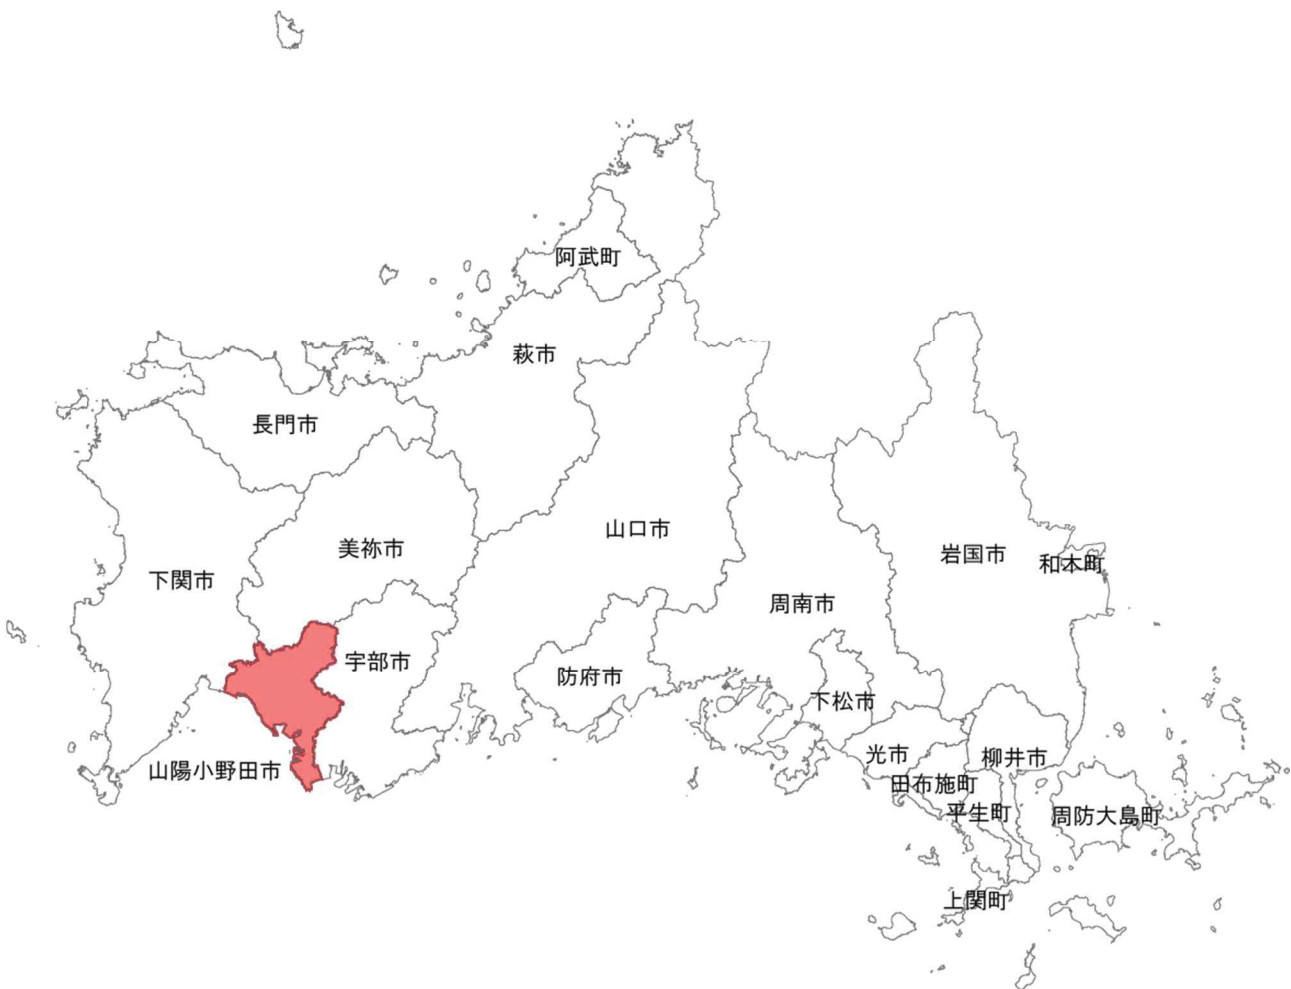 阿武町
萩市
長門市
山口市
美祢市
岩国市
和木町
下関市
周南市
宇部市
防府市
下松市
光市
柳井市
山陽小野田市
田布施町
平生町
周防大島町
上関町